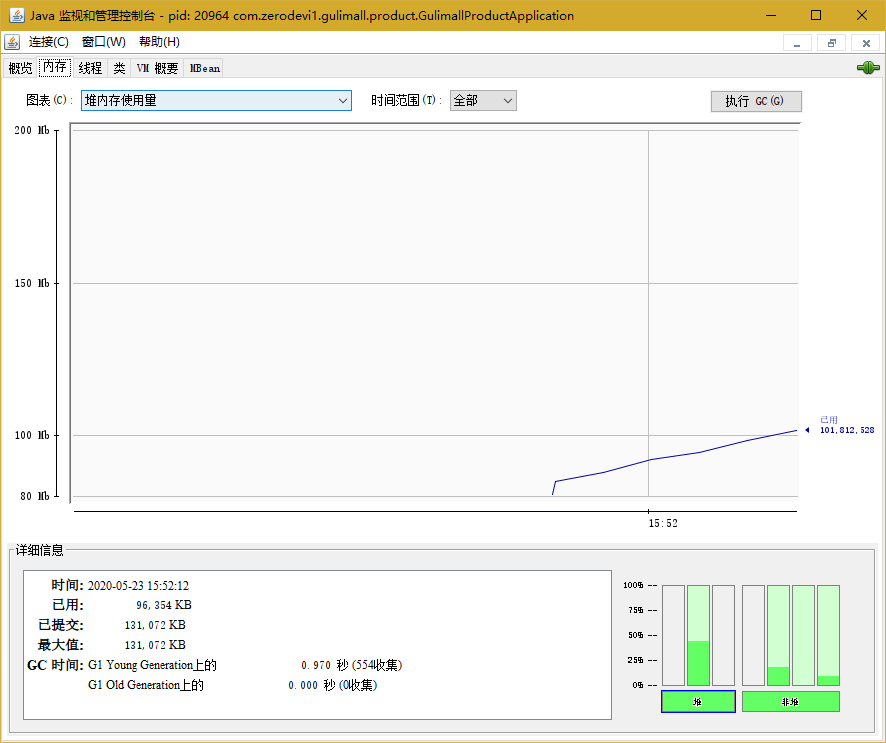 Java 监视和管理控制台 - pid: 20964 com.zerodevi1.gulimall.product.GulimallProductApplication
连接(C) 窗口(W) 帮助(H)
概览 内存 线程 类 VM 概要 MBean
图表(C): 堆内存使用量 时间范围(T): 全部 执行 GC(G)
200 Mb
150 Mb
100 Mb
80 Mb
已用
101,812,528
15:52
详细信息
时间: 2020-05-23 15:52:12
已用: 96,354 KB
已提交: 131,072 KB
最大值: 131,072 KB
GC 时间: G1 Young Generation上的 0.970 秒 (554收集)
G1 Old Generation上的 0.000 秒 (0收集)
100% --
75% --
50% --
25% --
0% --
堆 非堆